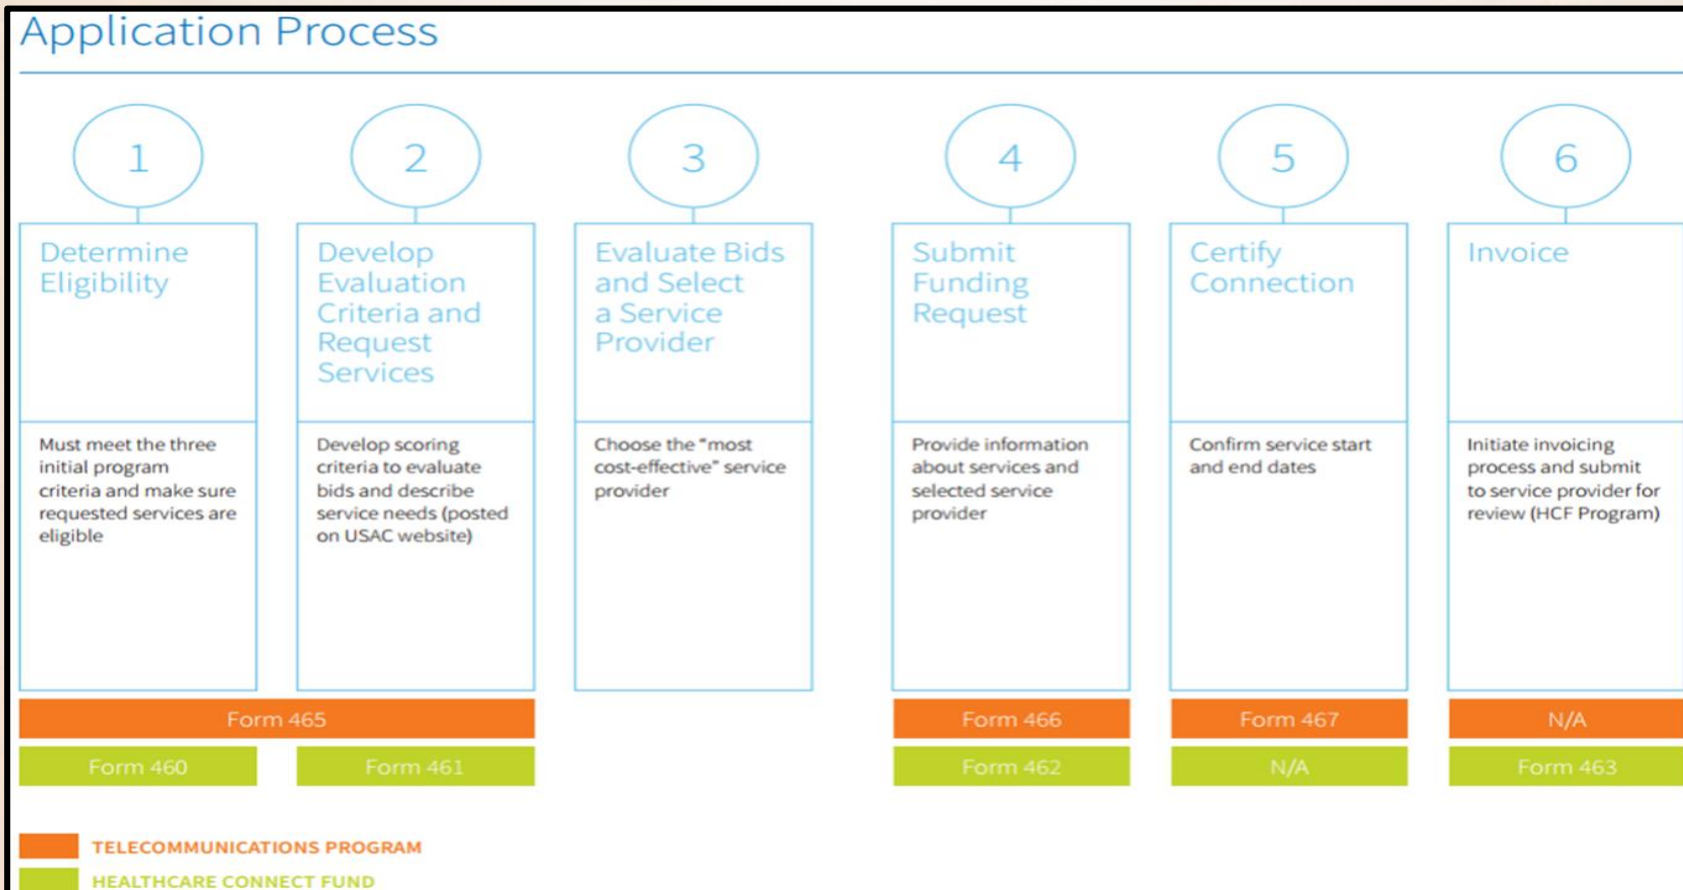 Application Process
1
2
3
4
5
6
Determine
Eligibility
Must meet the three
initial program
criteria and make sure
requested services are
eligible
Develop
Evaluation
Criteria and
Request
Services
Develop scoring
criteria to evaluate
bids and describe
service needs (posted
on USAC website)
Evaluate Bids
and Select
a Service
Provider
Choose the “most
cost-effective” service
provider
Submit
Funding
Request
Provide information
about services and
selected service
provider
Certify
Connection
Confirm service start
and end dates
Invoice
Initiate invoicing
process and submit
to service provider for
review (HCF Program)
Form 465
Form 466
Form 467
N/A
Form 460
Form 461
Form 462
N/A
Form 463
TELECOMMUNICATIONS PROGRAM
HEALTHCARE CONNECT FUND